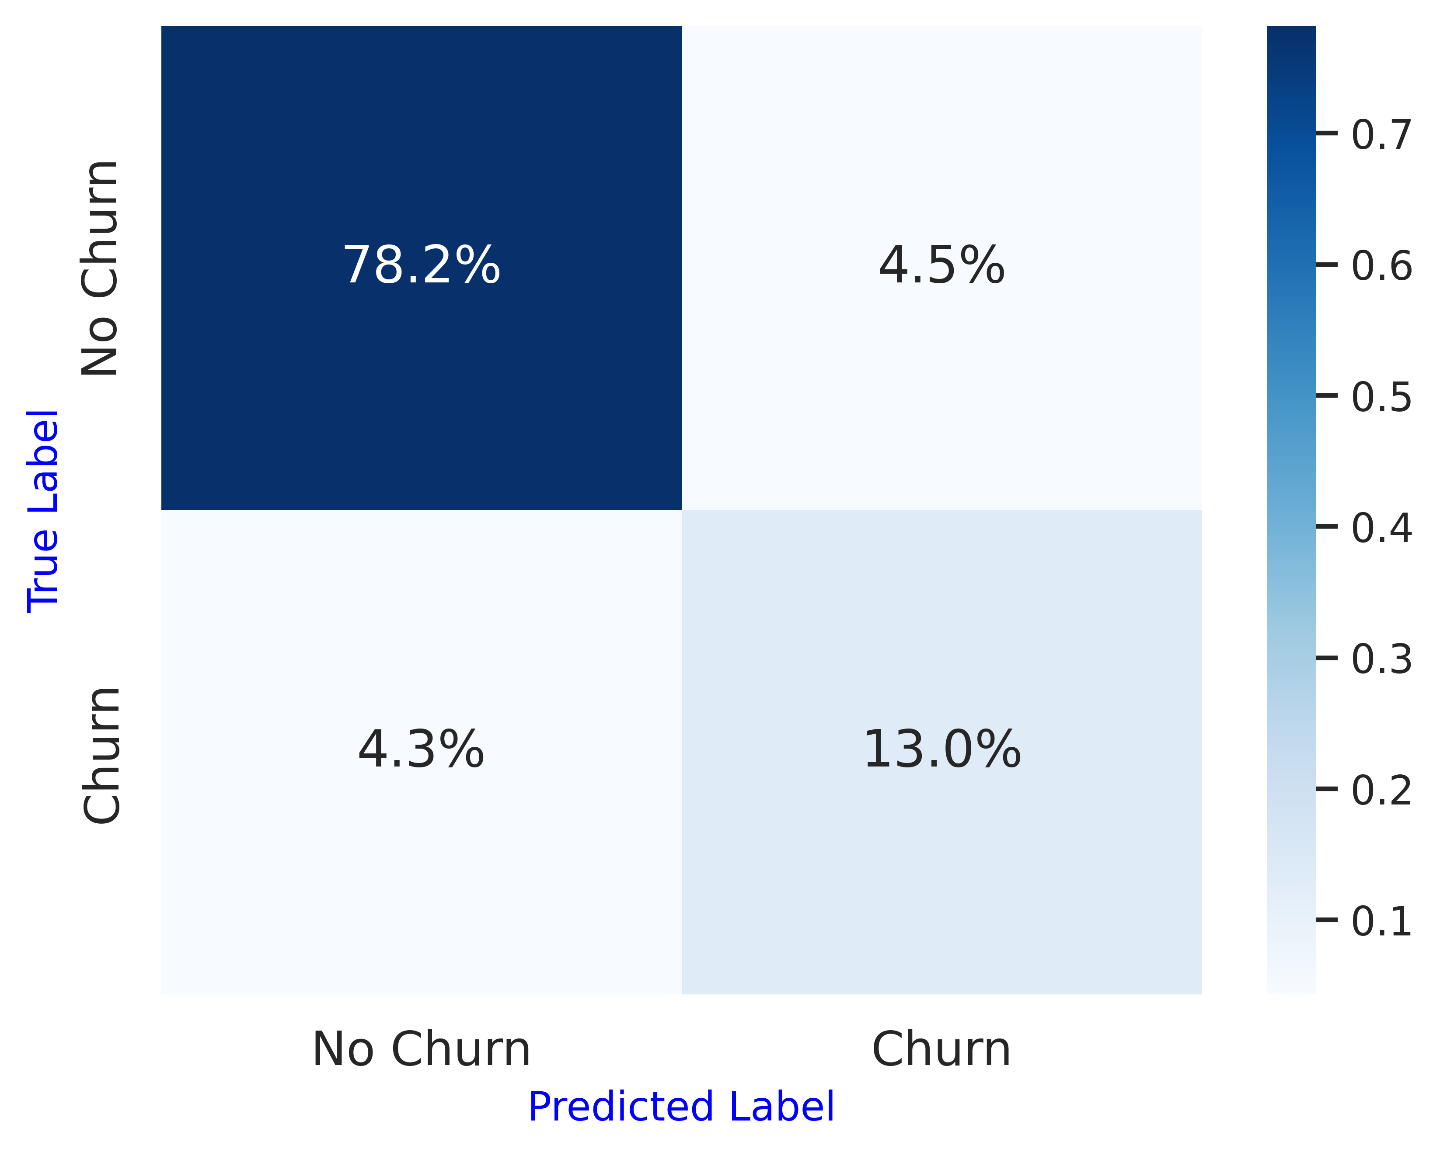 No Churn
Churn
True Label
78.2%
4.5%
4.3%
13.0%
No Churn
Churn
Predicted Label
0.7
0.6
0.5
0.4
0.3
0.2
0.1